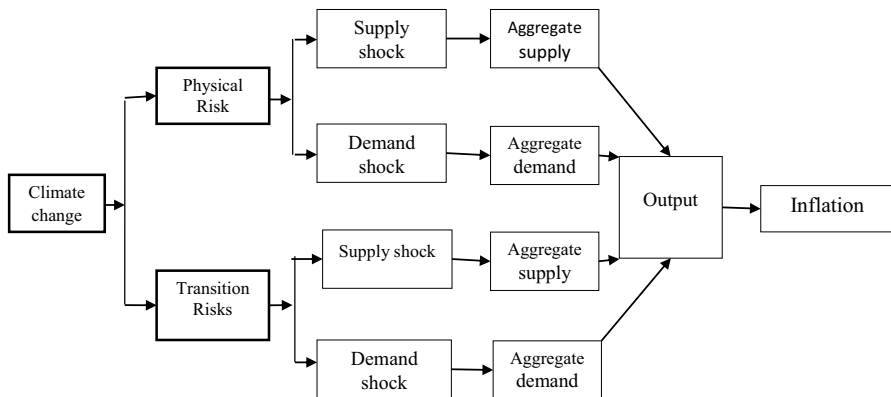 Supply
shock
Aggregate
supply
Physical
Risk
Demand
shock
Aggregate
demand
Climate
change
Output
Inflation
Supply shock
Aggregate
supply
Transition
Risks
Demand
shock
Aggregate
demand